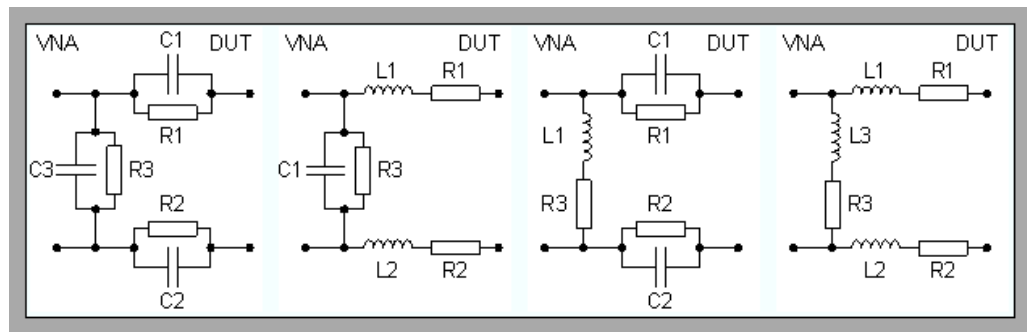 VNA C1 DUT
R1
C3 R3
R2
C2
VNA DUT
L1 R1
C1 R3
L2 R2
VNA C1 DUT
R1
L1
R3 R2
C2
VNA DUT
L1 R1
L3
R3
L2 R2